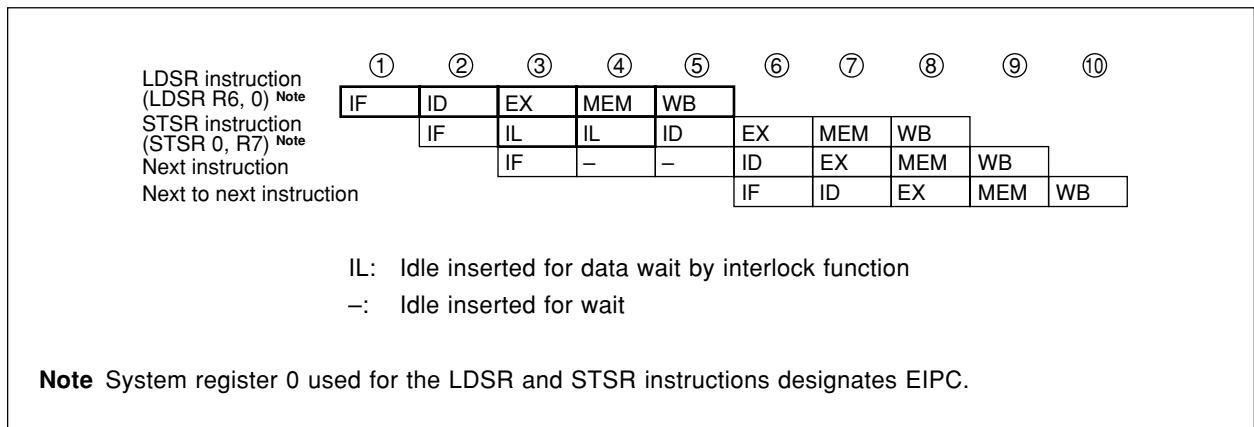 ① ② ③ ④ ⑤ ⑥ ⑦ ⑧ ⑨ ⑩
LDSR instruction
(LDSR R6, 0) Note IF ID EX MEM WB
STSR instruction
(STSR 0, R7) Note IF IL IL ID EX MEM WB
Next instruction IF – – ID EX MEM WB
Next to next instruction IF ID EX MEM WB
IL: Idle inserted for data wait by interlock function
–: Idle inserted for wait
Note System register 0 used for the LDSR and STSR instructions designates EIPC.